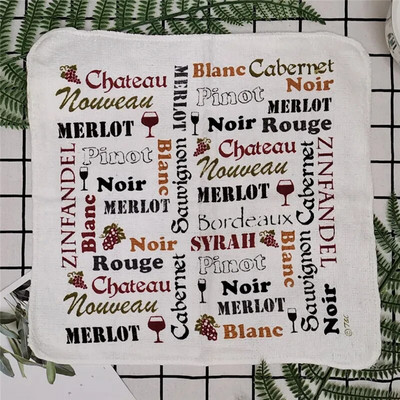 Chateau
Nouveau
MERLOT
Pinot
Noir
MERLOT
ZINFANDEL
Blanc
Blanc
Noir
Rouge
Chateau
Nouveau
MERLOT
MERLOT
Sauvignon
Cabernet
Blanc Cabernet
Pinot Noir
MERLOT
Noir Rouge
Chateau
Nouveau
MERLOT
Bordeaux
SYRAH
Pinot
Noir
MERLOT
Blanc
Blanc
Cabernet
Sauvignon
ZINFANDEL
Noir